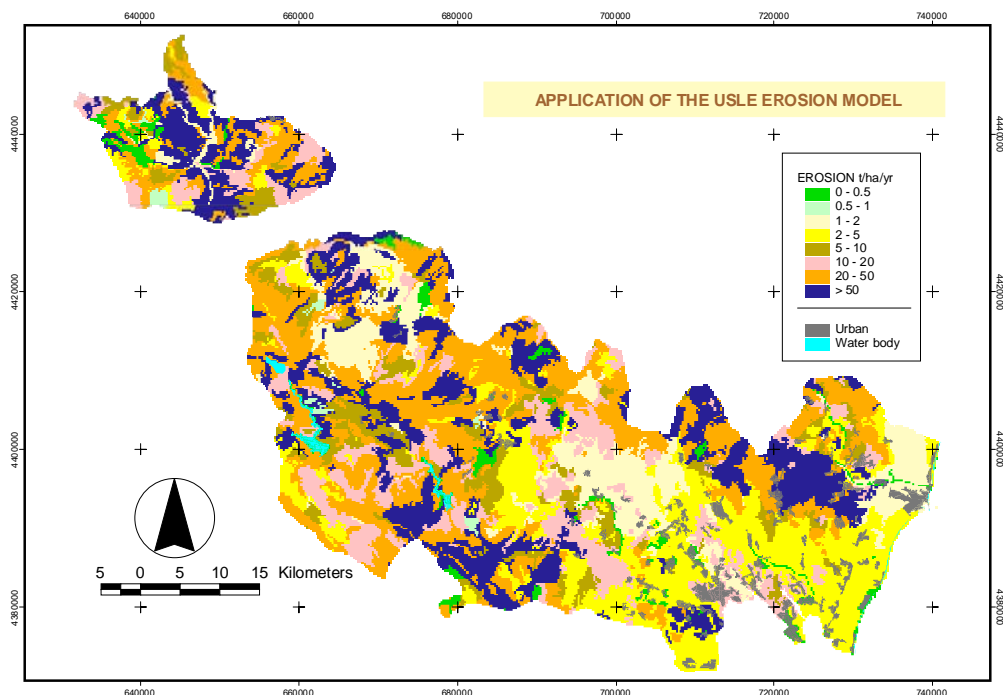 640000 660000 680000 700000 720000 740000
APPLICATION OF THE USLE EROSION MODEL
4440000 4440000
EROSION t/ha/yr
0 - 0.5
0.5 - 1
1 - 2
2 - 5
5 - 10
10 - 20
20 - 50
> 50
Urban
Water body
4420000 4420000
4400000 4400000
5 0 5 10 15 Kilometers
4380000 4380000
640000 660000 680000 700000 720000 740000